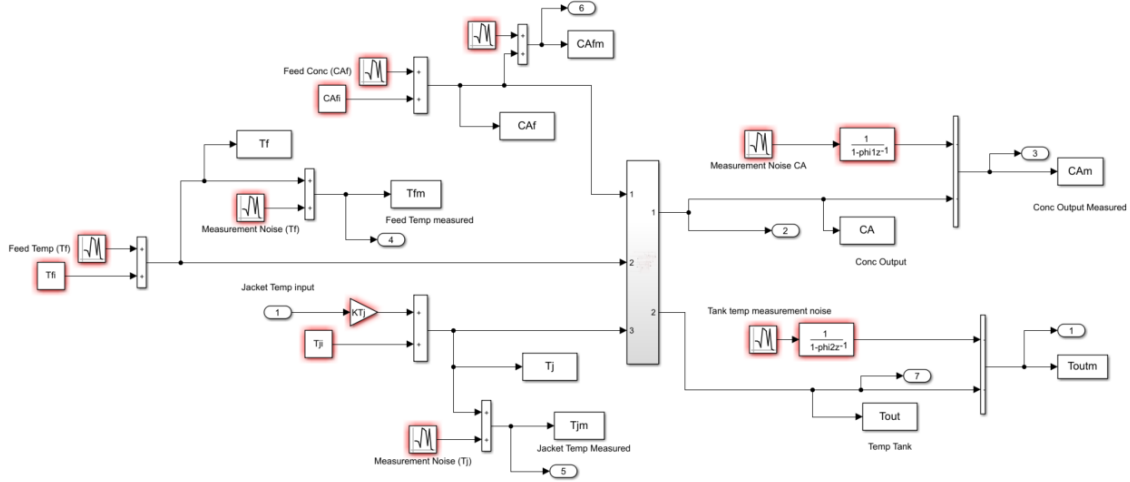 6
CAfm
Feed Conc (CAf)
+
+
CAfi
+
+
CAf
Tf
Tfm
Feed Temp measured
+
+
Measurement Noise (Tf)
4
Feed Temp (Tf)
Tfi
+
+
Jacket Temp input
1
KTj
Tji
+
+
Tj
+
+
Tjm
Jacket Temp Measured
Measurement Noise (Tj)
5
1
2
3
1
2
Measurement Noise CA
1
1-phi1z-1
3
CAm
Conc Output Measured
2
CA
Conc Output
Tank temp measurement noise
1
1-phi2z-1
1
Toutm
7
Tout
Temp Tank